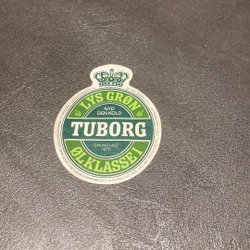 LYS GRØN
NYD
DEN KOLD
TUBORG
GRUNDLAGT
1873
ØLKLASSE I